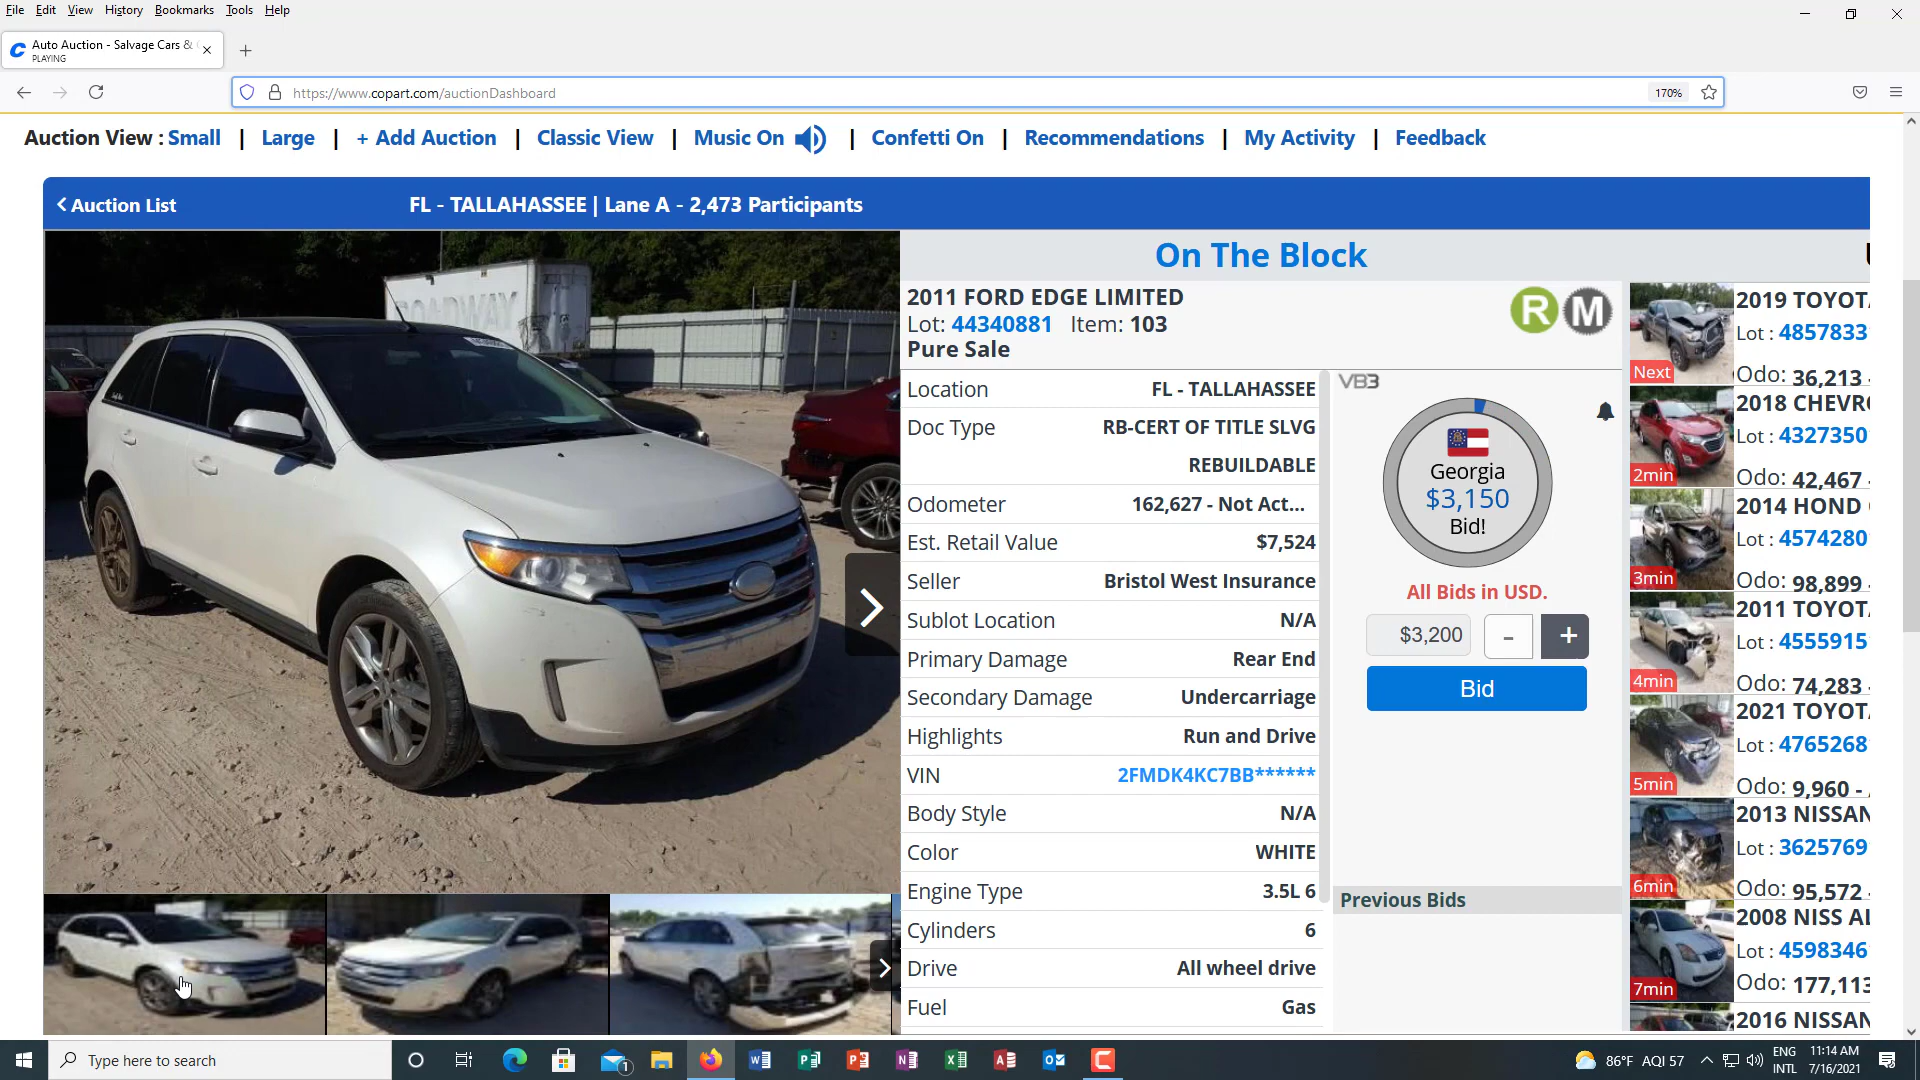 File Edit View History Bookmarks Tools Help
Auto Auction - Salvage Cars &
PLAYING
https://www.copart.com/auctionDashboard
170%
Auction View : Small | Large | + Add Auction | Classic View | Music On | Confetti On | Recommendations | My Activity | Feedback
Auction List
FL - TALLAHASSEE | Lane A - 2,473 Participants
On The Block
2011 FORD EDGE LIMITED
Lot: 44340881 Item: 103
Pure Sale
R M
Location FL - TALLAHASSEE
Doc Type RB-CERT OF TITLE SLVG
REBUILDABLE
Odometer 162,627 - Not Act...
Est. Retail Value $7,524
Seller Bristol West Insurance
Sublot Location N/A
Primary Damage Rear End
Secondary Damage Undercarriage
Highlights Run and Drive
VIN 2FMDK4KC7BB******
Body Style N/A
Color WHITE
Engine Type 3.5L 6
Cylinders 6
Drive All wheel drive
Fuel Gas
VB3
Georgia
$3,150
Bid!
All Bids in USD.
$3,200 - +
Bid
Previous Bids
2019 TOYOTA
Lot : 4857833
Next
Odo: 36,213 -
2018 CHEVRO
Lot : 4327350
2min
Odo: 42,467 -
2014 HOND
Lot : 4574280
3min
Odo: 98,899 -
2011 TOYOTA
Lot : 4555915
4min
Odo: 74,283 -
2021 TOYOTA
Lot : 4765268
5min
Odo: 9,960 -
2013 NISSAN
Lot : 3625769
6min
Odo: 95,572 -
2008 NISS AL
Lot : 4598346
7min
Odo: 177,113
2016 NISSAN
Type here to search
1
86°F AQI 57
ENG
INTL
11:14 AM
7/16/2021